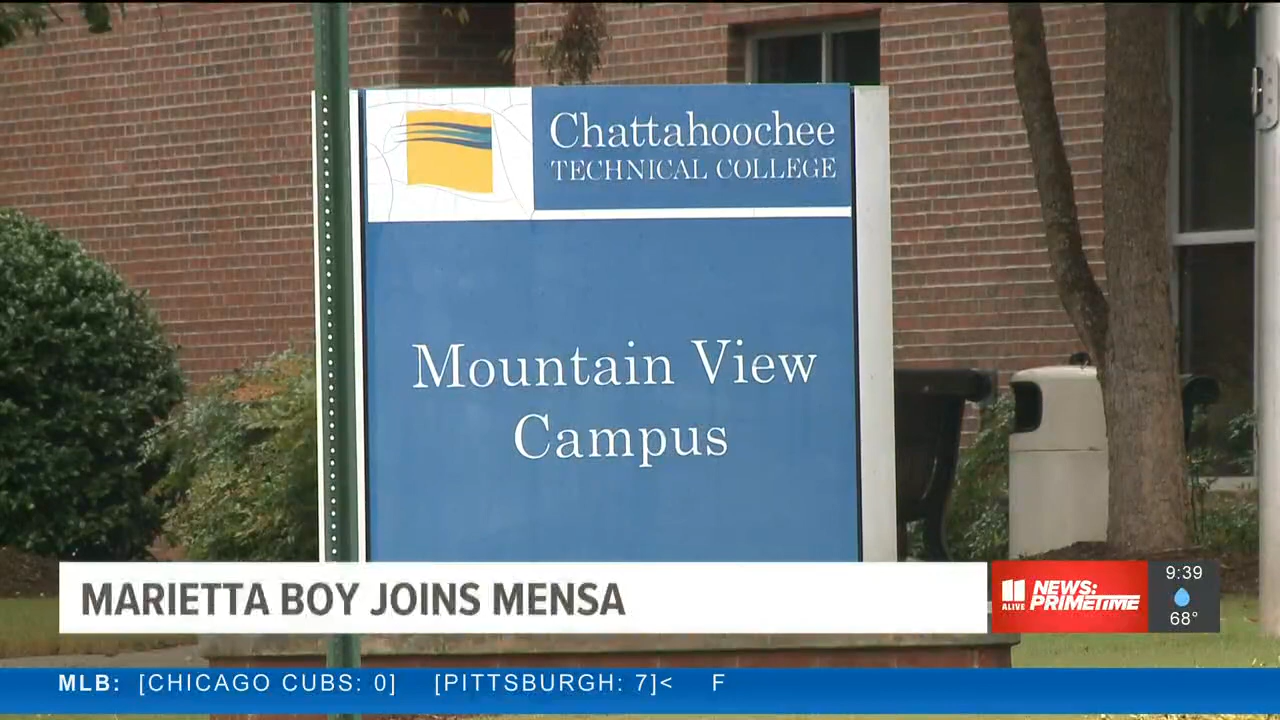 Chattahoochee
TECHNICAL COLLEGE
Mountain View
Campus
MARIETTA BOY JOINS MENSA
11
ALIVE
NEWS:
PRIMETIME
9:39
68°
MLB: [CHICAGO CUBS: 0] [PITTSBURGH: 7]< F